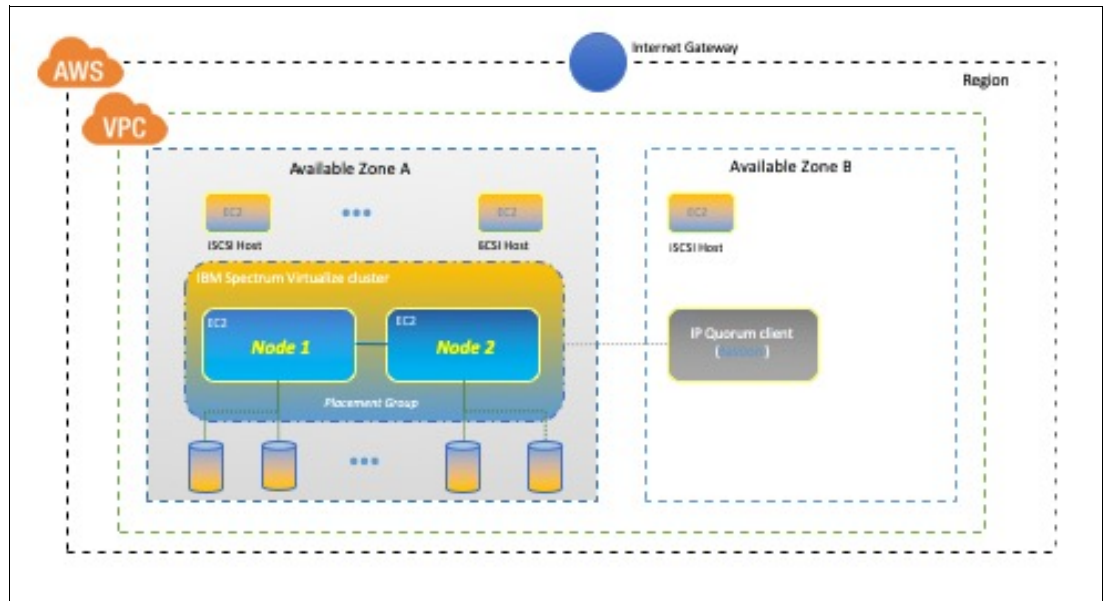 Internet Gateway
AWS
Region
VPC
Available Zone A
Available Zone B
EC2
EC2
EC2
iSCSI Host
iSCSI Host
iSCSI Host
IBM Spectrum Virtualize cluster
EC2
EC2
Node 1
Node 2
IP Quorum client
(bastion)
Placement Group